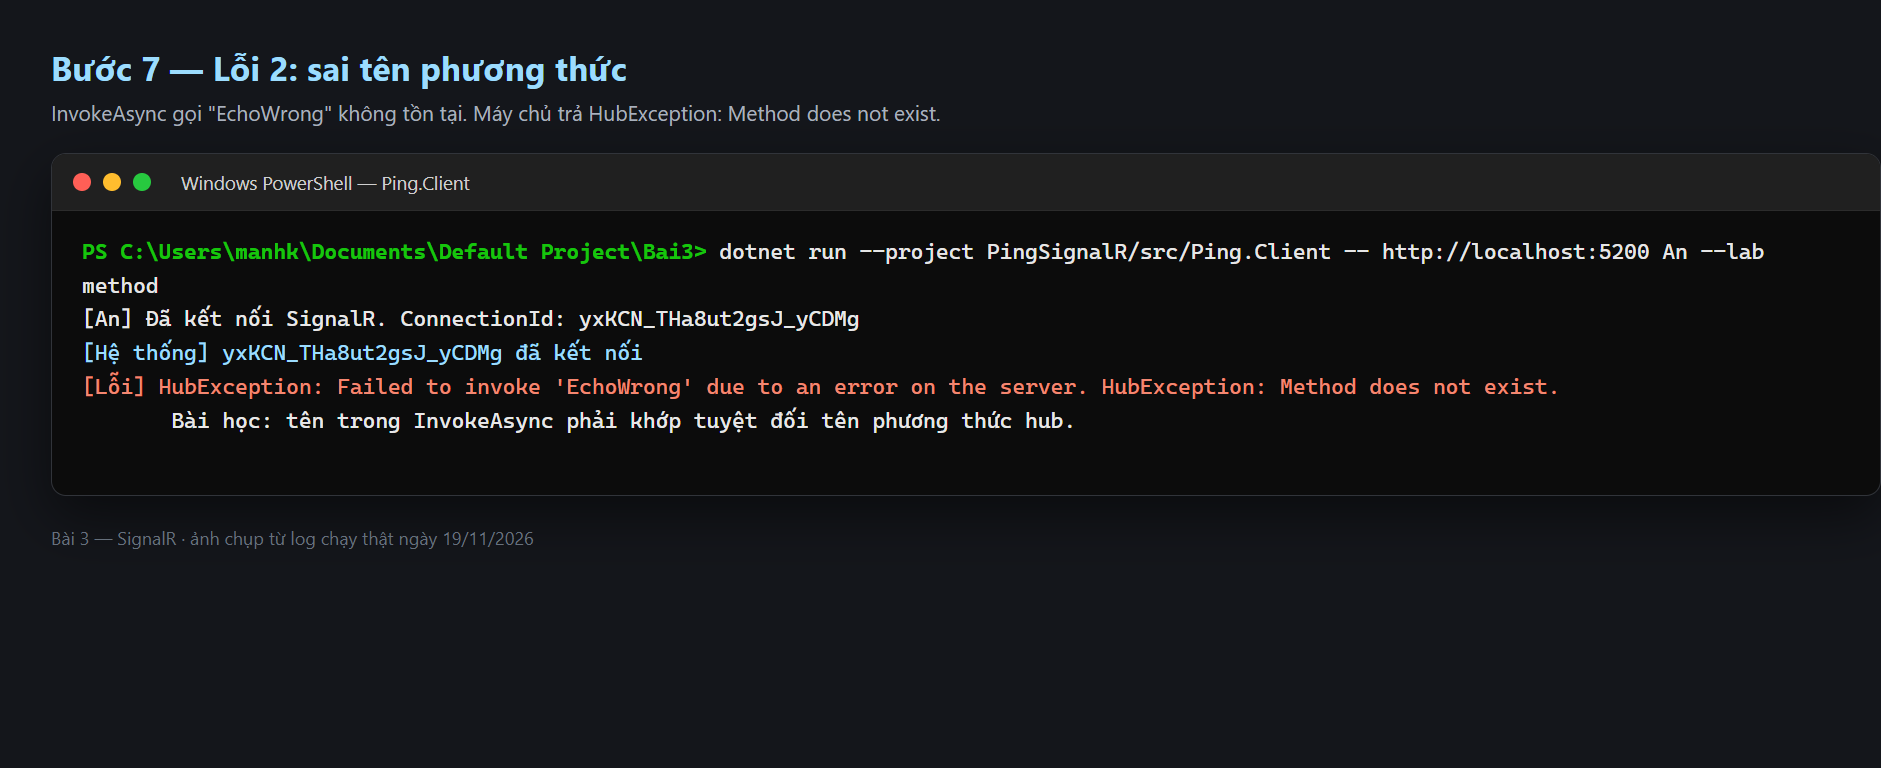 Bước 7 — Lỗi 2: sai tên phương thức
InvokeAsync gọi "EchoWrong" không tồn tại. Máy chủ trả HubException: Method does not exist.
Windows PowerShell — Ping.Client
PS C:\Users\manhk\Documents\Default Project\Bai3> dotnet run --project PingSignalR/src/Ping.Client -- http://localhost:5200 An --lab
method
[An] Đã kết nối SignalR. ConnectionId: yxKCN_THa8ut2gsJ_yCDMg
[Hệ thống] yxKCN_THa8ut2gsJ_yCDMg đã kết nối
[Lỗi] HubException: Failed to invoke 'EchoWrong' due to an error on the server. HubException: Method does not exist.
Bài học: tên trong InvokeAsync phải khớp tuyệt đối tên phương thức hub.
Bài 3 — SignalR · ảnh chụp từ log chạy thật ngày 19/11/2026